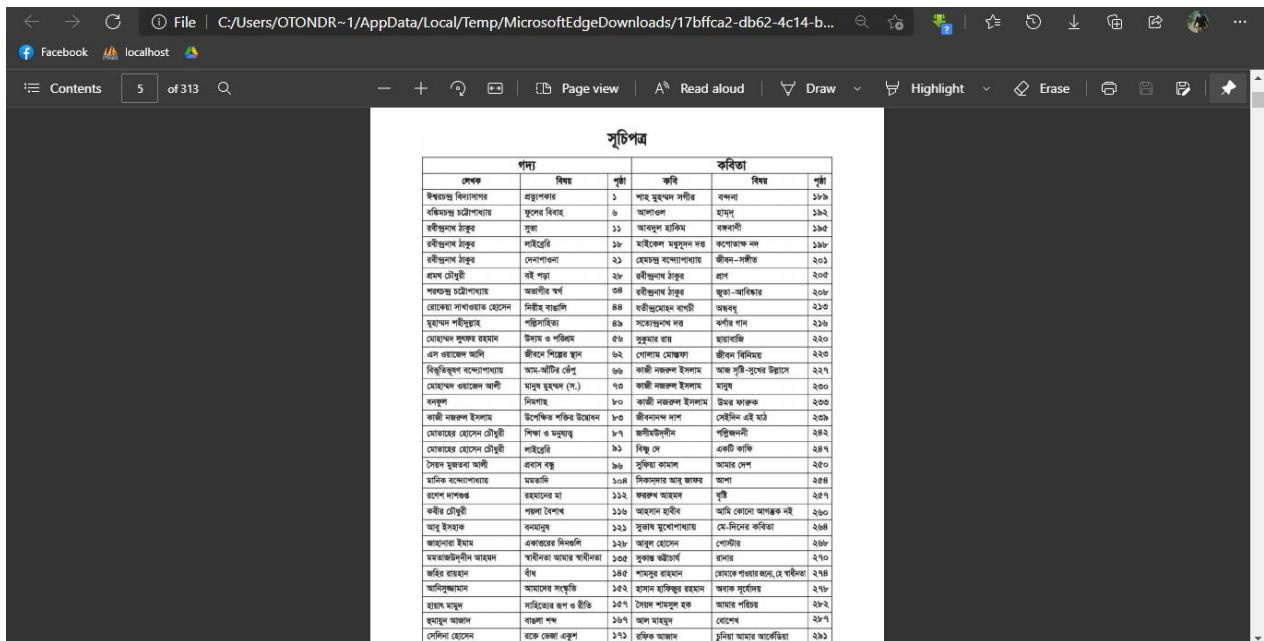 File C:/Users/OTONDR~1/AppData/Local/Temp/MicrosoftEdgeDownloads/17bffca2-db62-4c14-b...
Facebook localhost
Contents 5 of 313 Page view Read aloud Draw Highlight Erase
সূচিপত্র
গদ্য কবিতা
লেখক বিষয় পৃষ্ঠা কবি বিষয় পৃষ্ঠা
ঈশ্বরচন্দ্র বিদ্যাসাগর প্রত্যুপকার ১ শাহ মুহম্মদ সগীর বন্দনা ১৮৯
বঙ্কিমচন্দ্র চট্টোপাধ্যায় ফুলের বিবাহ ৬ আলাওল হাম্‌দ্ ১৯২
রবীন্দ্রনাথ ঠাকুর সুভা ১১ আবদুল হাকিম বঙ্গবাণী ১৯৫
রবীন্দ্রনাথ ঠাকুর লাইব্রেরি ১৮ মাইকেল মধুসূদন দত্ত কপোতাক্ষ নদ ১৯৮
রবীন্দ্রনাথ ঠাকুর দেনাপাওনা ২১ হেমচন্দ্র বন্দ্যোপাধ্যায় জীবন-সঙ্গীত ২০১
প্রমথ চৌধুরী বই পড়া ২৮ রবীন্দ্রনাথ ঠাকুর প্রাণ ২০৫
শরৎচন্দ্র চট্টোপাধ্যায় অভাগীর স্বর্গ ৩৪ রবীন্দ্রনাথ ঠাকুর জুতা-আবিষ্কার ২০৮
রোকেয়া সাখাওয়াত হোসেন নিরীহ বাঙালি ৪৪ যতীন্দ্রমোহন বাগচী অন্ধবধূ ২১৩
মুহাম্মদ শহীদুল্লাহ্ পল্লিসাহিত্য ৪৯ সত্যেন্দ্রনাথ দত্ত ঝর্ণার গান ২১৬
মোহাম্মদ লুৎফর রহমান উদ্যম ও পরিশ্রম ৫৬ সুকুমার রায় ছায়াবাজি ২২০
এস ওয়াজেদ আলি জীবনে শিল্পের স্থান ৬২ গোলাম মোস্তফা জীবন বিনিময় ২২৩
বিভূতিভূষণ বন্দ্যোপাধ্যায় আম-আঁটির ভেঁপু ৬৬ কাজী নজরুল ইসলাম আজ সৃষ্টি-সুখের উল্লাসে ২২৭
মোহাম্মদ ওয়াজেদ আলী মানুষ মুহম্মদ (স.) ৭৩ কাজী নজরুল ইসলাম মানুষ ২৩০
বনফুল নিমগাছ ৮০ কাজী নজরুল ইসলাম উমর ফারুক ২৩৩
কাজী নজরুল ইসলাম উপেক্ষিত শক্তির উদ্বোধন ৮৩ জীবনানন্দ দাশ সেইদিন এই মাঠ ২৩৯
মোতাহের হোসেন চৌধুরী শিক্ষা ও মনুষ্যত্ব ৮৭ জসীমউদ্‌দীন পল্লিজননী ২৪২
মোতাহের হোসেন চৌধুরী লাইব্রেরি ৯১ বিষ্ণু দে একটি কাফি ২৪৭
সৈয়দ মুজতবা আলী প্রবাস বন্ধু ৯৬ সুফিয়া কামাল আমার দেশ ২৫০
মানিক বন্দ্যোপাধ্যায় মমতাদি ১০৪ সিকান্‌দার আবু জাফর আশা ২৫৪
রণেশ দাশগুপ্ত রহমানের মা ১১২ ফররুখ আহমদ বৃষ্টি ২৫৭
কবীর চৌধুরী পয়লা বৈশাখ ১১৬ আহসান হাবীব আমি কোনো আগন্তুক নই ২৬০
আবু ইসহাক বনমানুষ ১২১ সুভাষ মুখোপাধ্যায় মে-দিনের কবিতা ২৬৪
জাহানারা ইমাম একাত্তরের দিনগুলি ১২৮ আবুল হোসেন পোস্টার ২৬৮
মমতাজউদ্‌দীন আহমদ স্বাধীনতা আমার স্বাধীনতা ১৩৫ সুকান্ত ভট্টাচার্য রানার ২৭০
জহির রায়হান বাঁধ ১৪৫ শামসুর রাহমান তোমাকে পাওয়ার জন্যে, হে স্বাধীনতা ২৭৪
আনিসুজ্জামান আমাদের সংস্কৃতি ১৫২ হাসান হাফিজুর রহমান অবাক সূর্যোদয় ২৭৮
হায়াৎ মামুদ সাহিত্যের রূপ ও রীতি ১৫৭ সৈয়দ শামসুল হক আমার পরিচয় ২৮২
হুমায়ুন আজাদ বাঙলা শব্দ ১৬৭ আল মাহমুদ বোশেখ ২৮৭
সেলিনা হোসেন রক্তে ভেজা একুশ ১৭১ রফিক আজাদ চুনিয়া আমার আর্কেডিয়া ২৯১